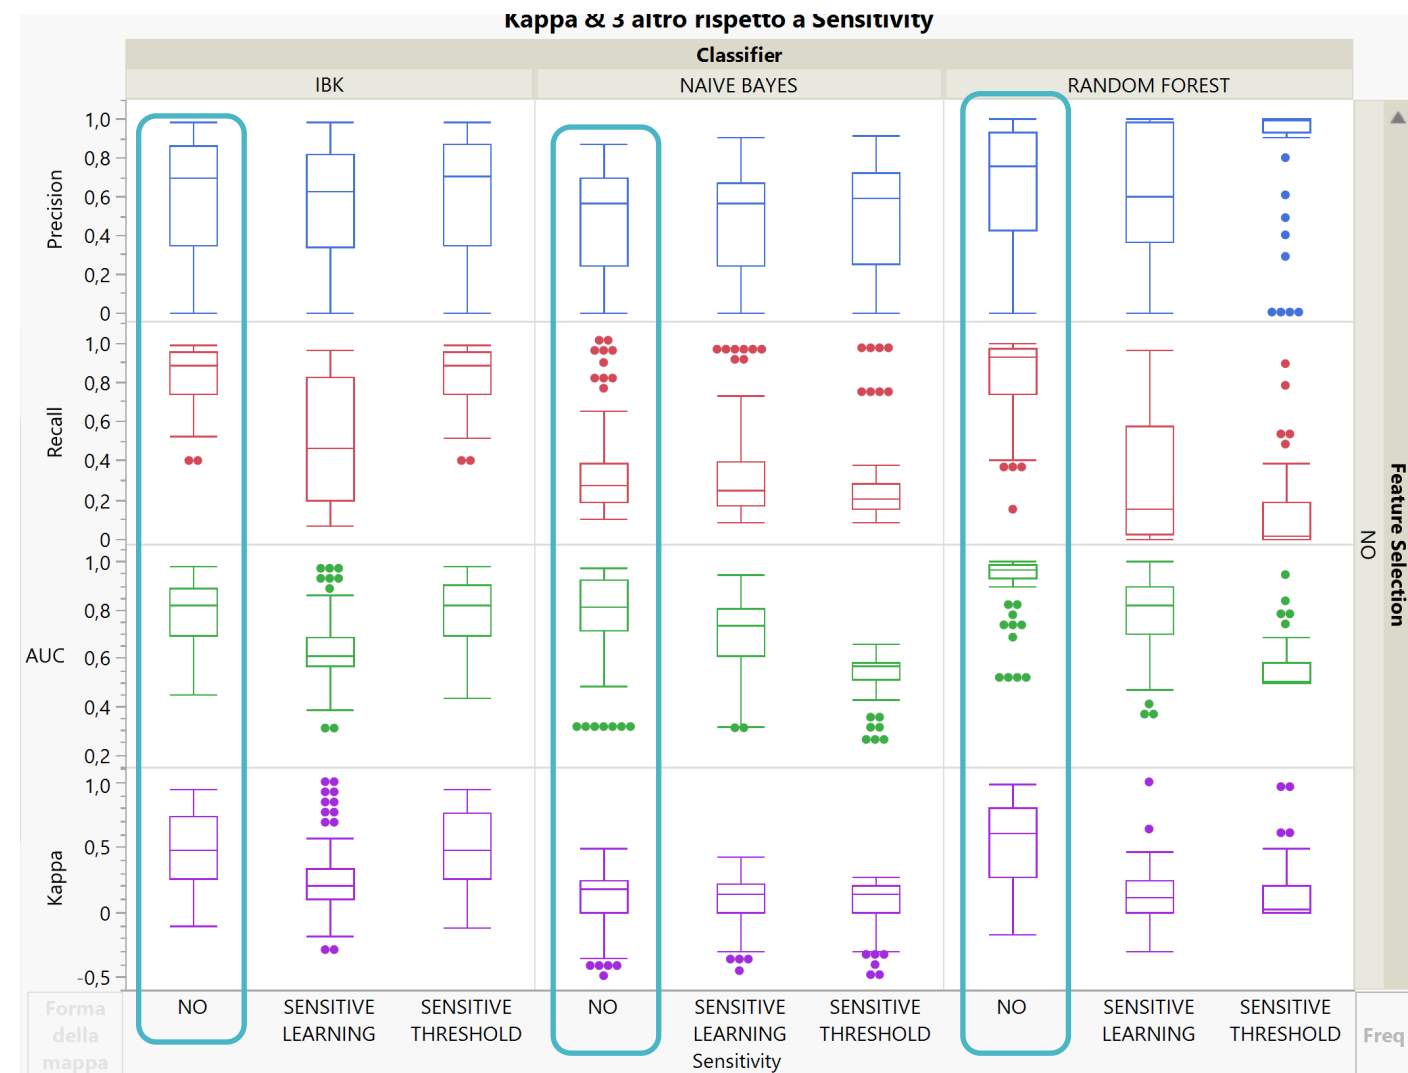 Kappa & 3 altro rispetto a Sensitivity
Classifier
IBK
NAIVE BAYES
RANDOM FOREST
Precision
1,0
0,8
0,6
0,4
0,2
0
Recall
1,0
0,8
0,6
0,4
0,2
0
AUC
1,0
0,8
0,6
0,4
0,2
Kappa
1,0
0,5
0
-0,5
NO
Feature Selection
NO
SENSITIVE
LEARNING
SENSITIVE
THRESHOLD
NO
SENSITIVE
LEARNING
SENSITIVE
THRESHOLD
NO
SENSITIVE
LEARNING
SENSITIVE
THRESHOLD
Sensitivity
Forma
della
mappa
Freq